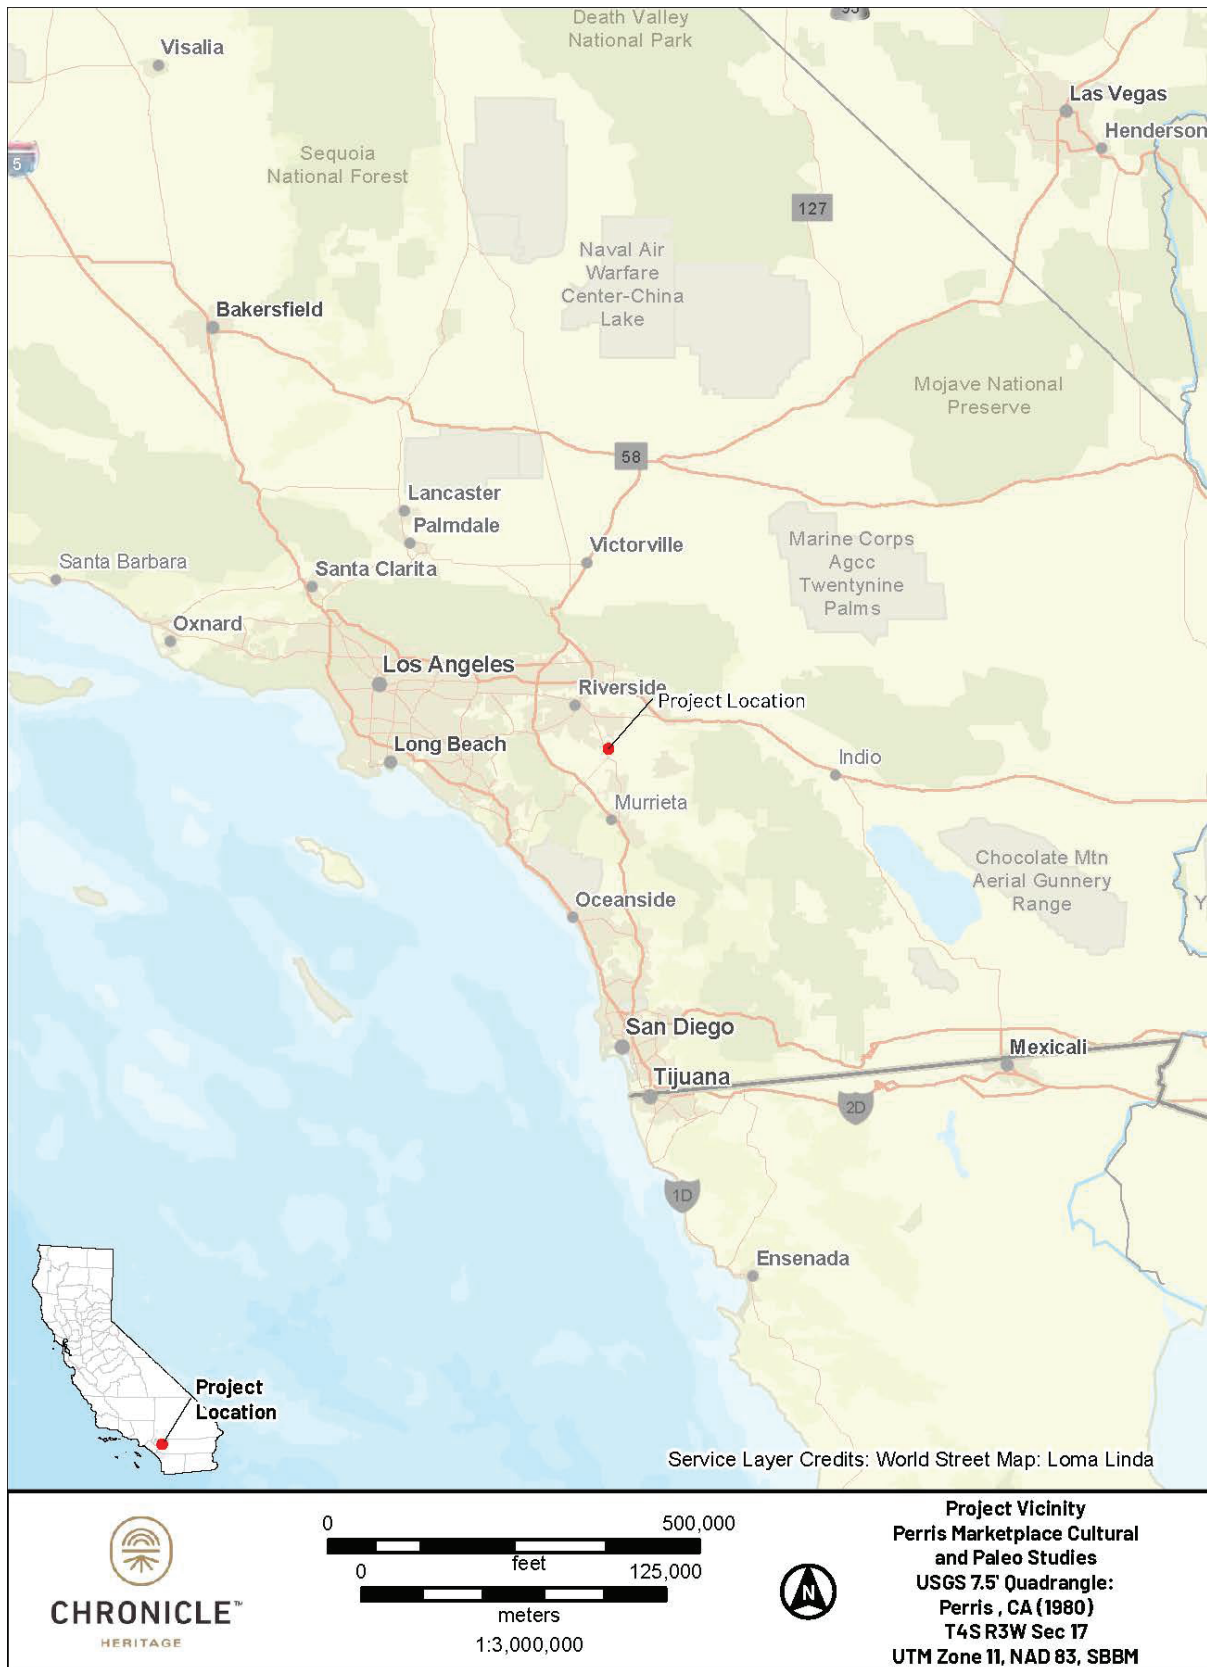 95
Death Valley
National Park
Visalia
Las Vegas
Henderson
5
Sequoia
National Forest
127
Naval Air
Warfare
Center-China
Lake
Bakersfield
Mojave National
Preserve
58
Lancaster
Palmdale
Victorville
Marine Corps
Agcc
Twentynine
Palms
Santa Barbara
Santa Clarita
Oxnard
Los Angeles
Riverside
Project Location
Long Beach
Indio
Murrieta
Chocolate Mtn
Aerial Gunnery
Range
Y
Oceanside
San Diego
Mexicali
Tijuana
2D
1D
Ensenada
Project
Location
Service Layer Credits: World Street Map: Loma Linda
CHRONICLE™
HERITAGE
0 500,000
feet
0 125,000
meters
1:3,000,000
N
Project Vicinity
Perris Marketplace Cultural
and Paleo Studies
USGS 7.5' Quadrangle:
Perris , CA (1980)
T4S R3W Sec 17
UTM Zone 11, NAD 83, SBBM